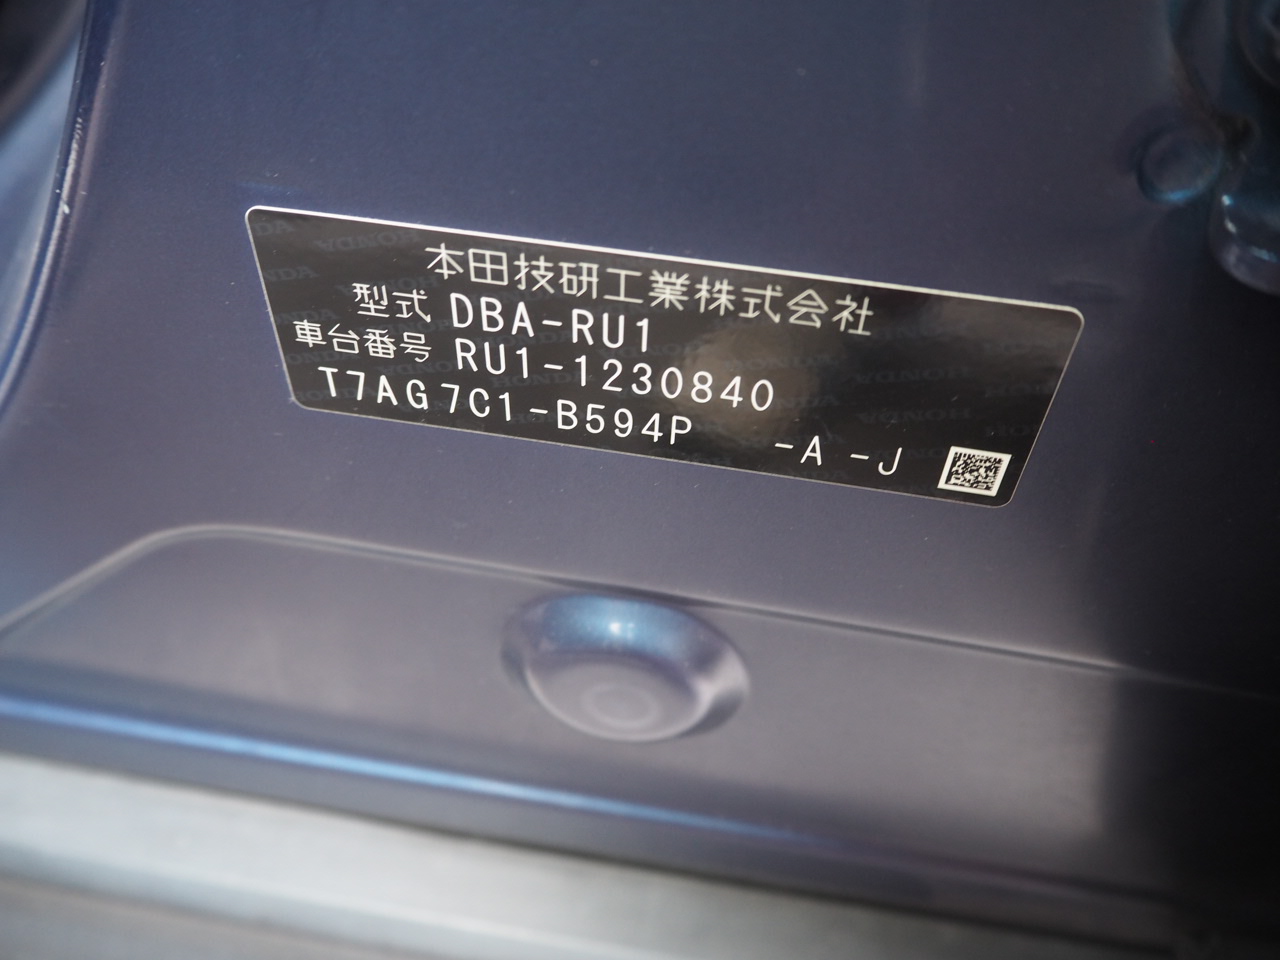 本田技研工業株式会社
型式 DBA-RU1
車台番号 RU1-1230840
T7AG7C1-B594P -A -J